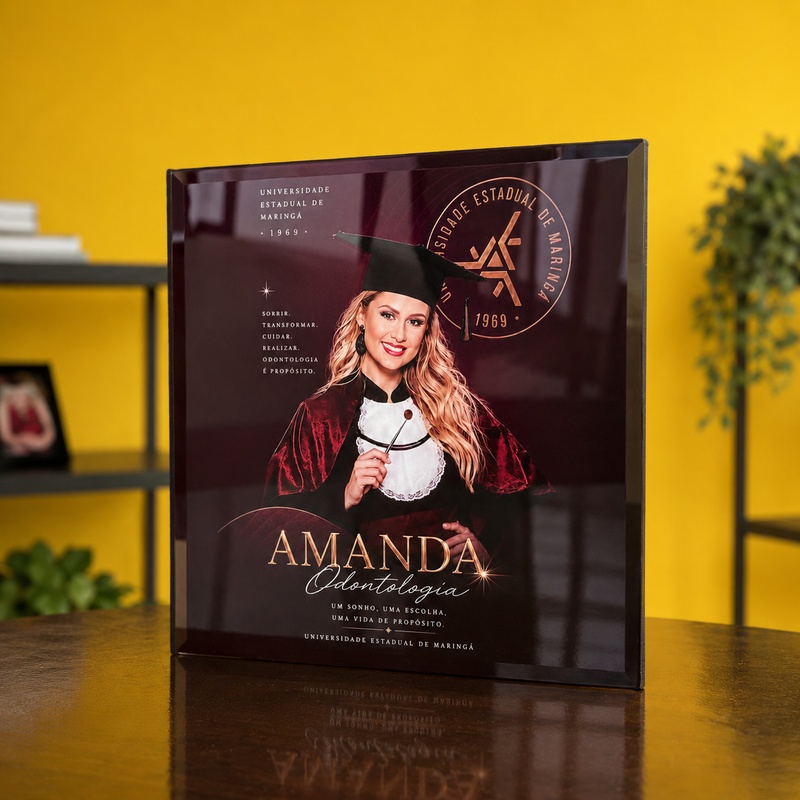 UNIVERSIDADE
ESTADUAL DE
MARINGÁ
• 1969 •
UNIVERSIDADE ESTADUAL DE MARINGÁ
• 1969 •
SORRIR.
TRANSFORMAR.
CUIDAR.
REALIZAR.
ODONTOLOGIA
É PROPÓSITO.
AMANDA
Odontologia
UM SONHO, UMA ESCOLHA,
UMA VIDA DE PROPÓSITO.
UNIVERSIDADE ESTADUAL DE MARINGÁ